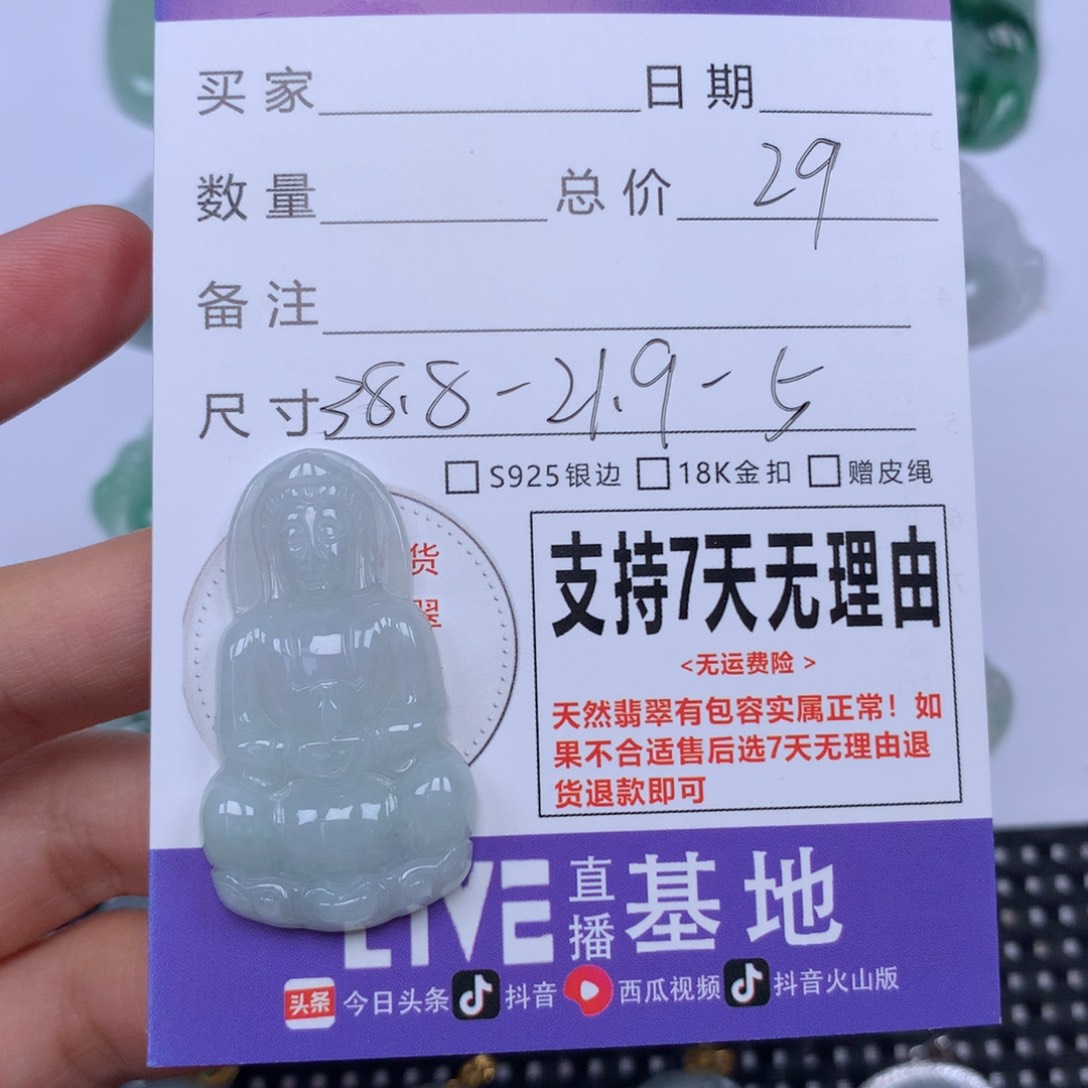 买家 日期
数量 总价 29
备注
尺寸 38.8-21.9-5
S925银边 18K金扣 赠皮绳
货
支持7天无理由
<无运费险 >
天然翡翠有包容实属正常！如
果不合适售后选7天无理由退
货退款即可
LIVE 直播 基地
头条 今日头条 抖音 西瓜视频 抖音火山版